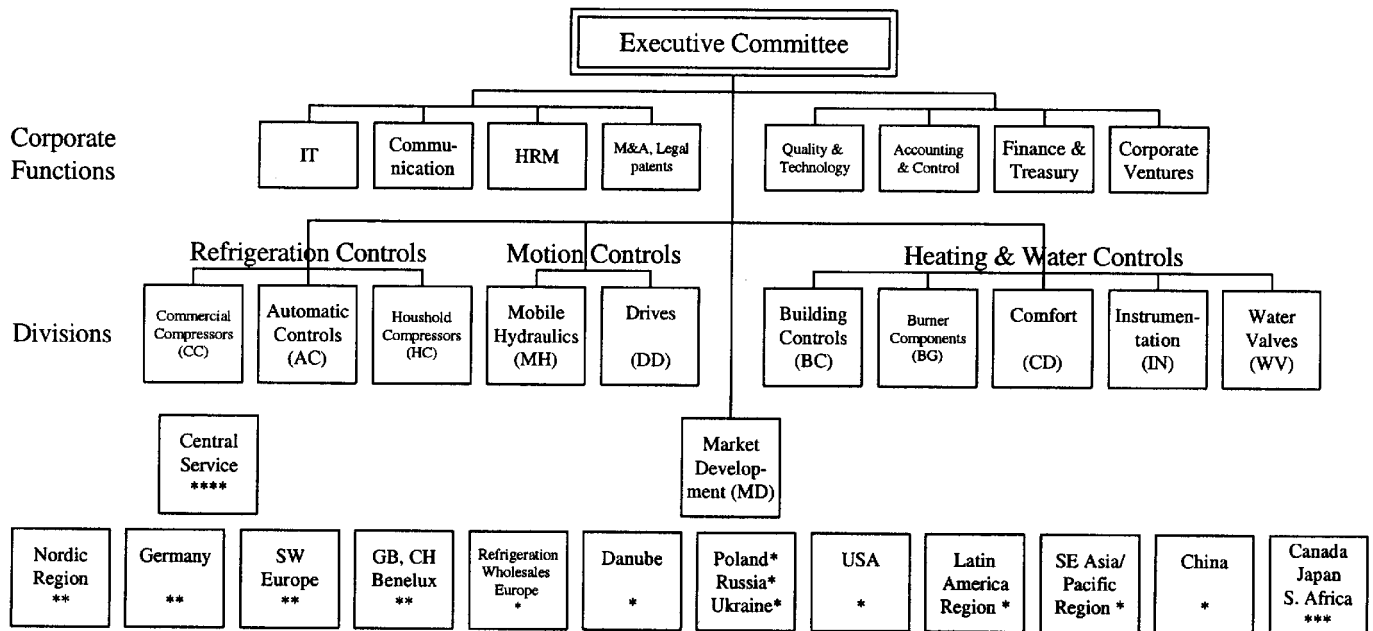 Executive Committee
Corporate
Functions
IT
Commu-
nication
HRM
M&A, Legal
patents
Quality &
Technology
Accounting
& Control
Finance &
Treasury
Corporate
Ventures
Refrigeration Controls
Motion Controls
Heating & Water Controls
Divisions
Commercial
Compressors
(CC)
Automatic
Controls
(AC)
Houshold
Compressors
(HC)
Mobile
Hydraulics
(MH)
Drives
(DD)
Building
Controls
(BC)
Burner
Components
(BG)
Comfort
(CD)
Instrumen-
tation
(IN)
Water
Valves
(WV)
Central
Service
****
Market
Develop-
ment (MD)
Nordic
Region
**
Germany
**
SW
Europe
**
GB, CH
Benelux
**
Refrigeration
Wholesales
Europe
*
Danube
*
Poland*
Russia*
Ukraine*
USA
*
Latin
America
Region *
SE Asia/
Pacific
Region *
China
*
Canada
Japan
S. Africa
***